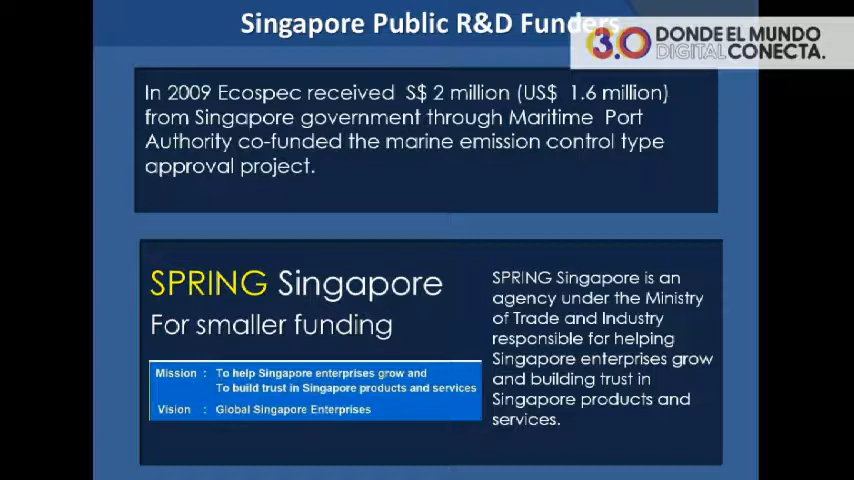 Singapore Public R&D Funders
3.0 DONDE EL MUNDO
DIGITAL CONECTA.
In 2009 Ecospec received S$ 2 million (US$ 1.6 million)
from Singapore government through Maritime Port
Authority co-funded the marine emission control type
approval project.
SPRING Singapore
For smaller funding
Mission : To help Singapore enterprises grow and
To build trust in Singapore products and services
Vision : Global Singapore Enterprises
SPRING Singapore is an
agency under the Ministry
of Trade and Industry
responsible for helping
Singapore enterprises grow
and building trust in
Singapore products and
services.